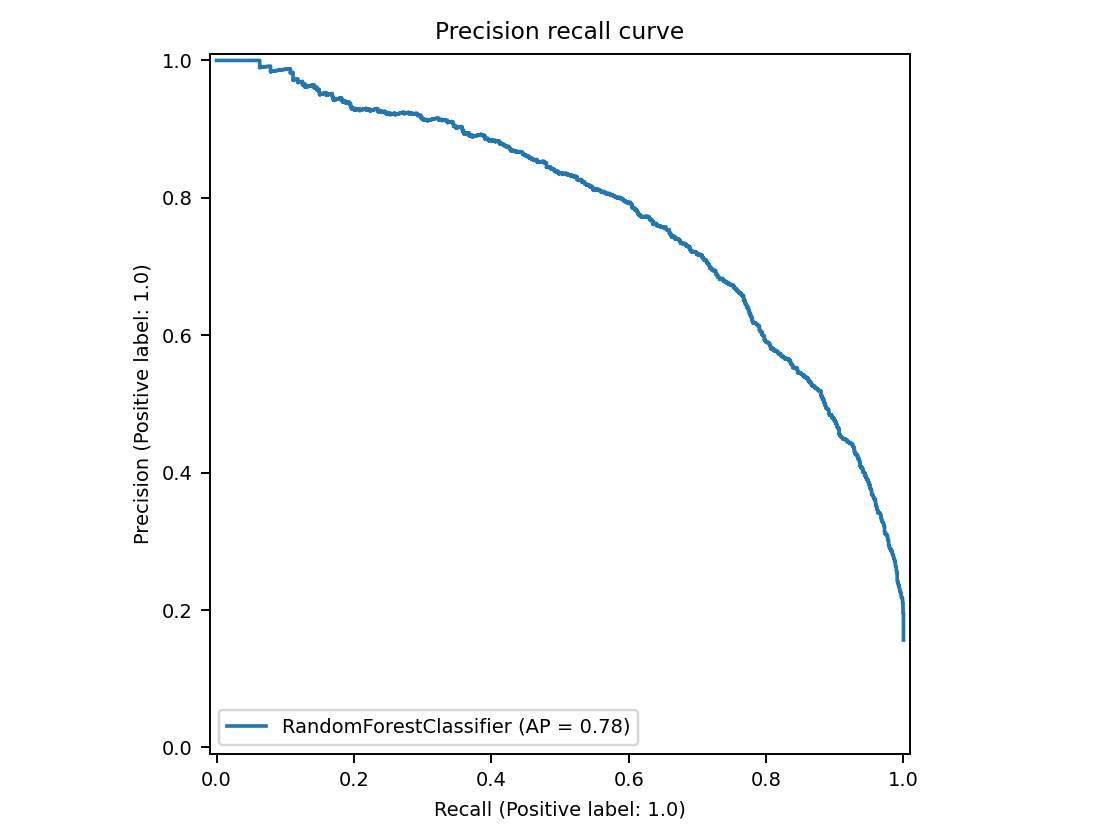 Precision recall curve
1.0
0.8
0.6
0.4
0.2
0.0
Precision (Positive label: 1.0)
RandomForestClassifier (AP = 0.78)
0.0 0.2 0.4 0.6 0.8 1.0
Recall (Positive label: 1.0)